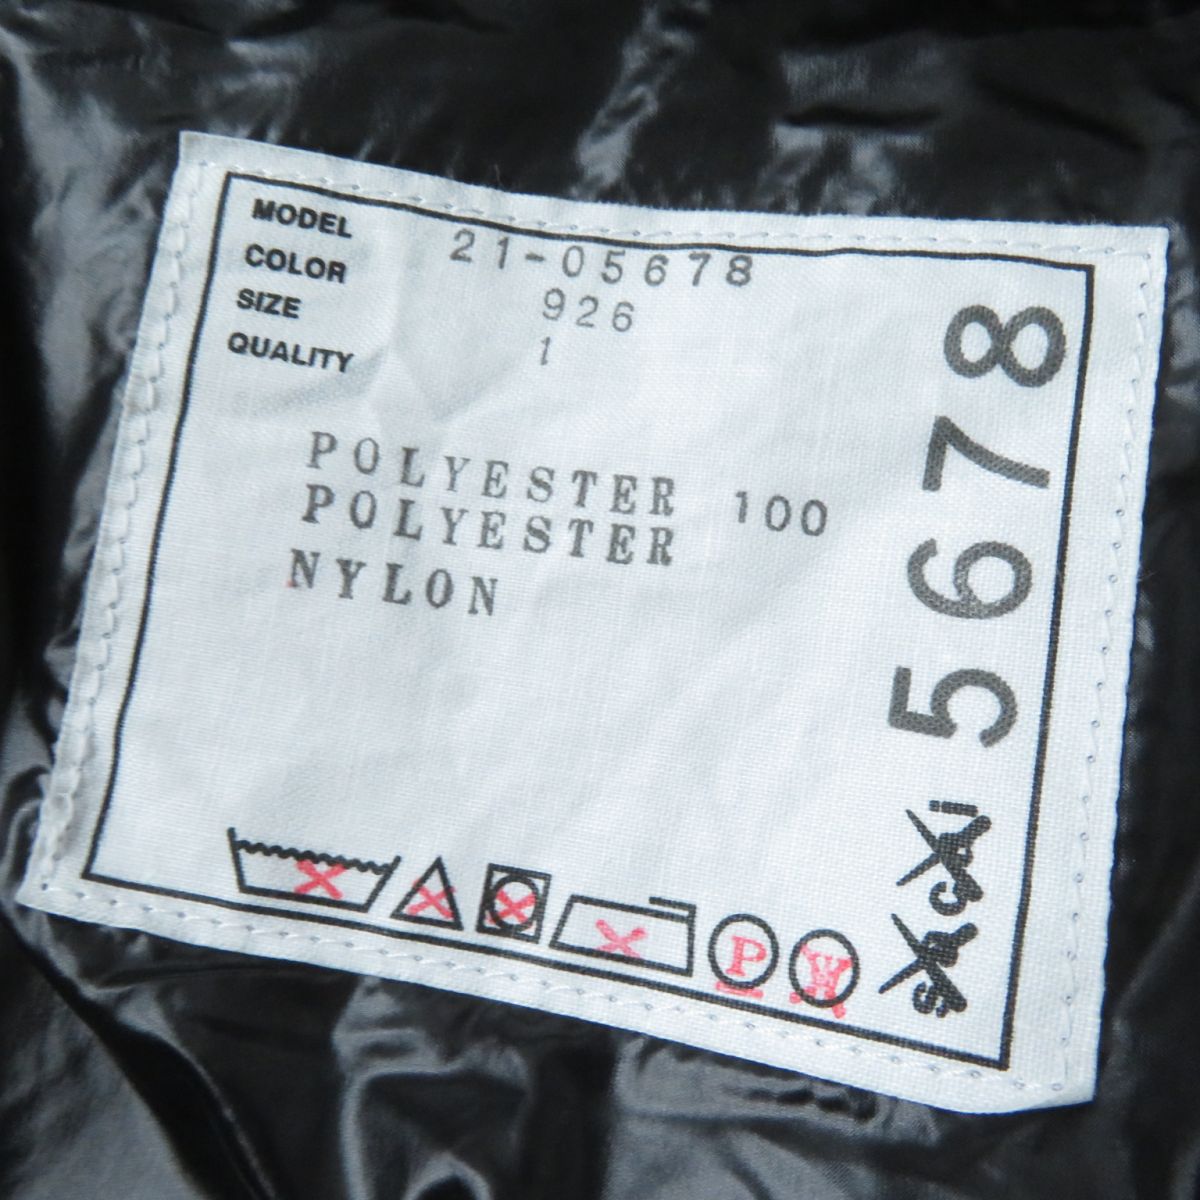 MODEL 21-05678
COLOR 926
SIZE 1
QUALITY
POLYESTER 100
POLYESTER
NYLON
P
W
sacai 5678